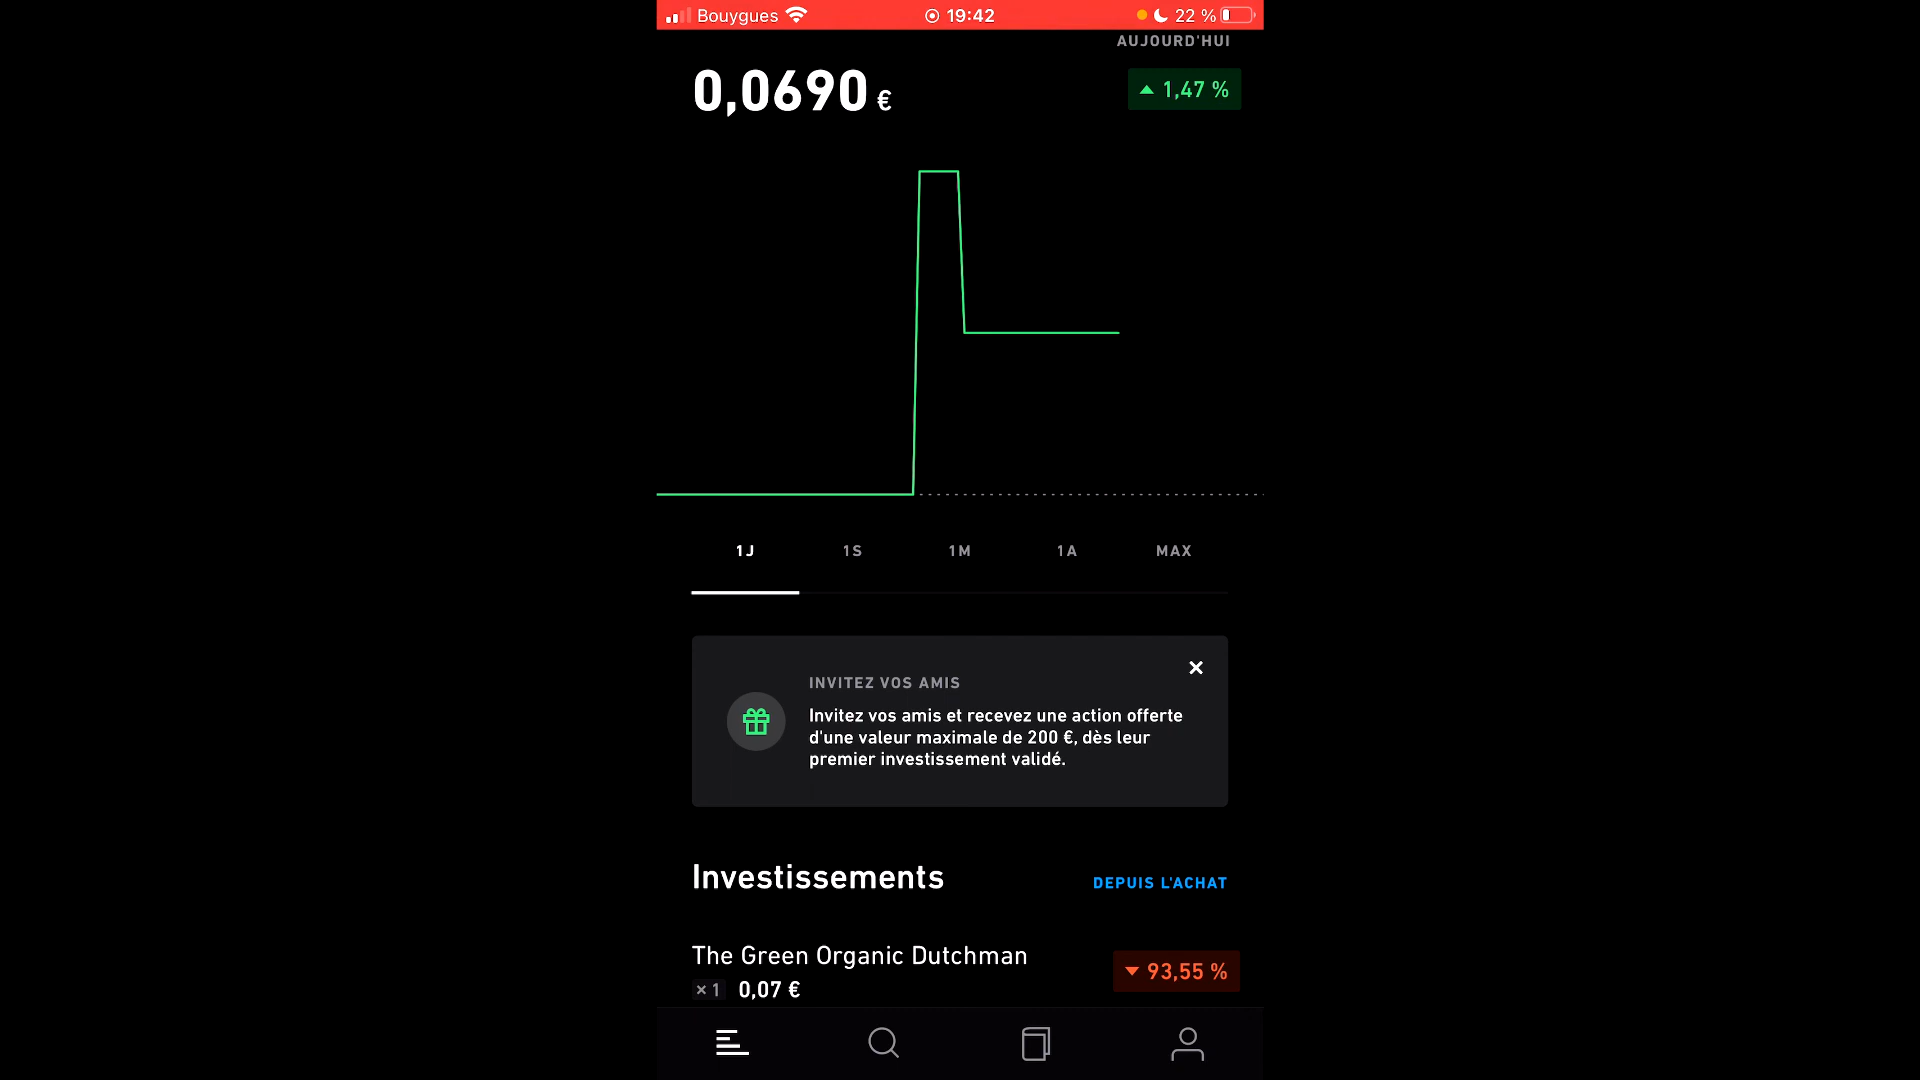 Bouygues 19:42 22 %
AUJOURD'HUI
0,0690 €
1,47 %
1J 1S 1M 1A MAX
INVITEZ VOS AMIS
Invitez vos amis et recevez une action offerte
d'une valeur maximale de 200 €, dès leur
premier investissement validé.
Investissements
DEPUIS L'ACHAT
The Green Organic Dutchman
93,55 %
× 1 0,07 €